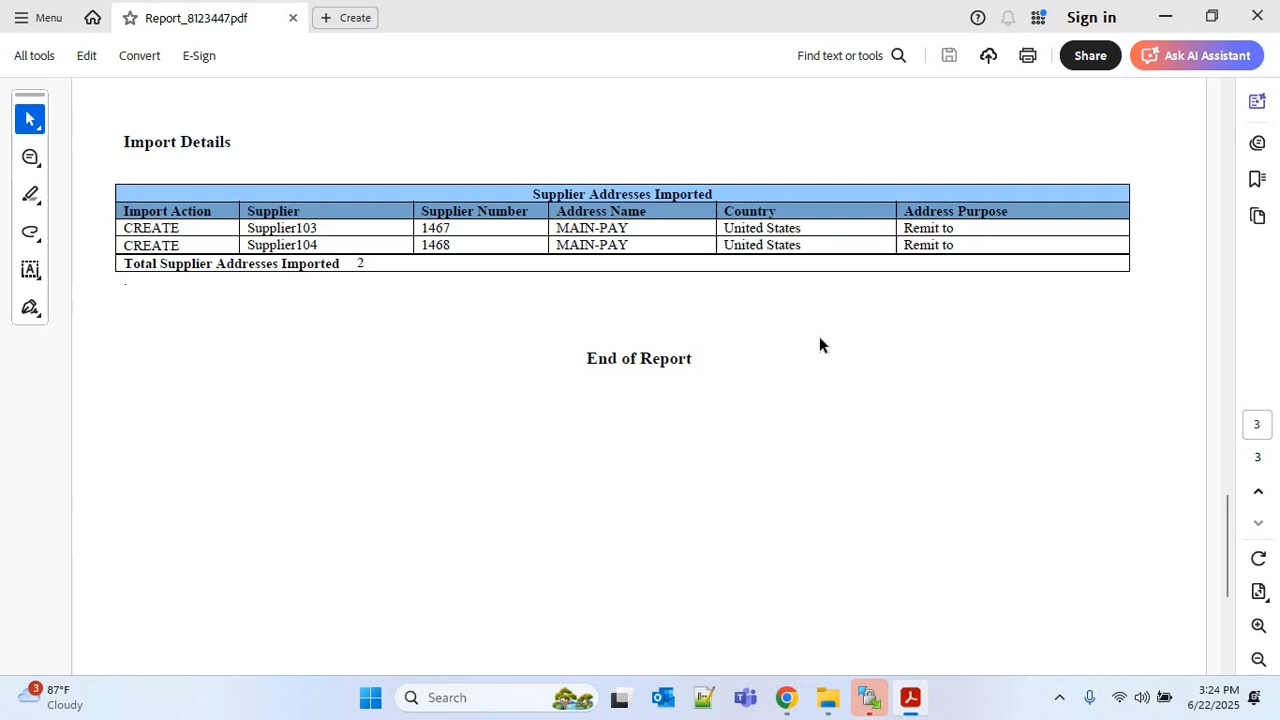 Menu
Report_8123447.pdf
Create
Sign in
All tools
Edit
Convert
E-Sign
Find text or tools
Share
Ask AI Assistant
Import Details
Supplier Addresses Imported
Import Action Supplier Supplier Number Address Name Country Address Purpose
CREATE Supplier103 1467 MAIN-PAY United States Remit to
CREATE Supplier104 1468 MAIN-PAY United States Remit to
Total Supplier Addresses Imported 2
.
End of Report
3
3
3
87°F
Cloudy
Search
3:24 PM
6/22/2025